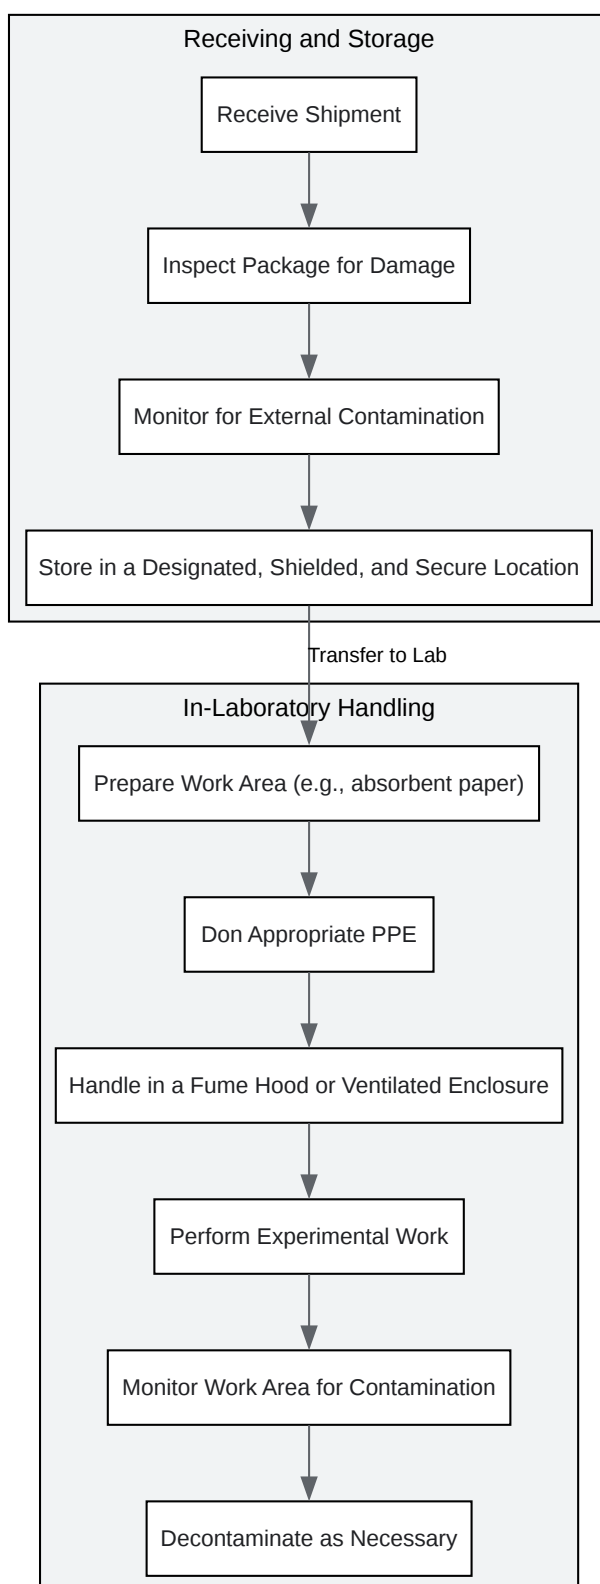 Receiving and Storage
Receive Shipment
Inspect Package for Damage
Monitor for External Contamination
Store in a Designated, Shielded, and Secure Location
Transfer to Lab
In-Laboratory Handling
Prepare Work Area (e.g., absorbent paper)
Don Appropriate PPE
Handle in a Fume Hood or Ventilated Enclosure
Perform Experimental Work
Monitor Work Area for Contamination
Decontaminate as Necessary